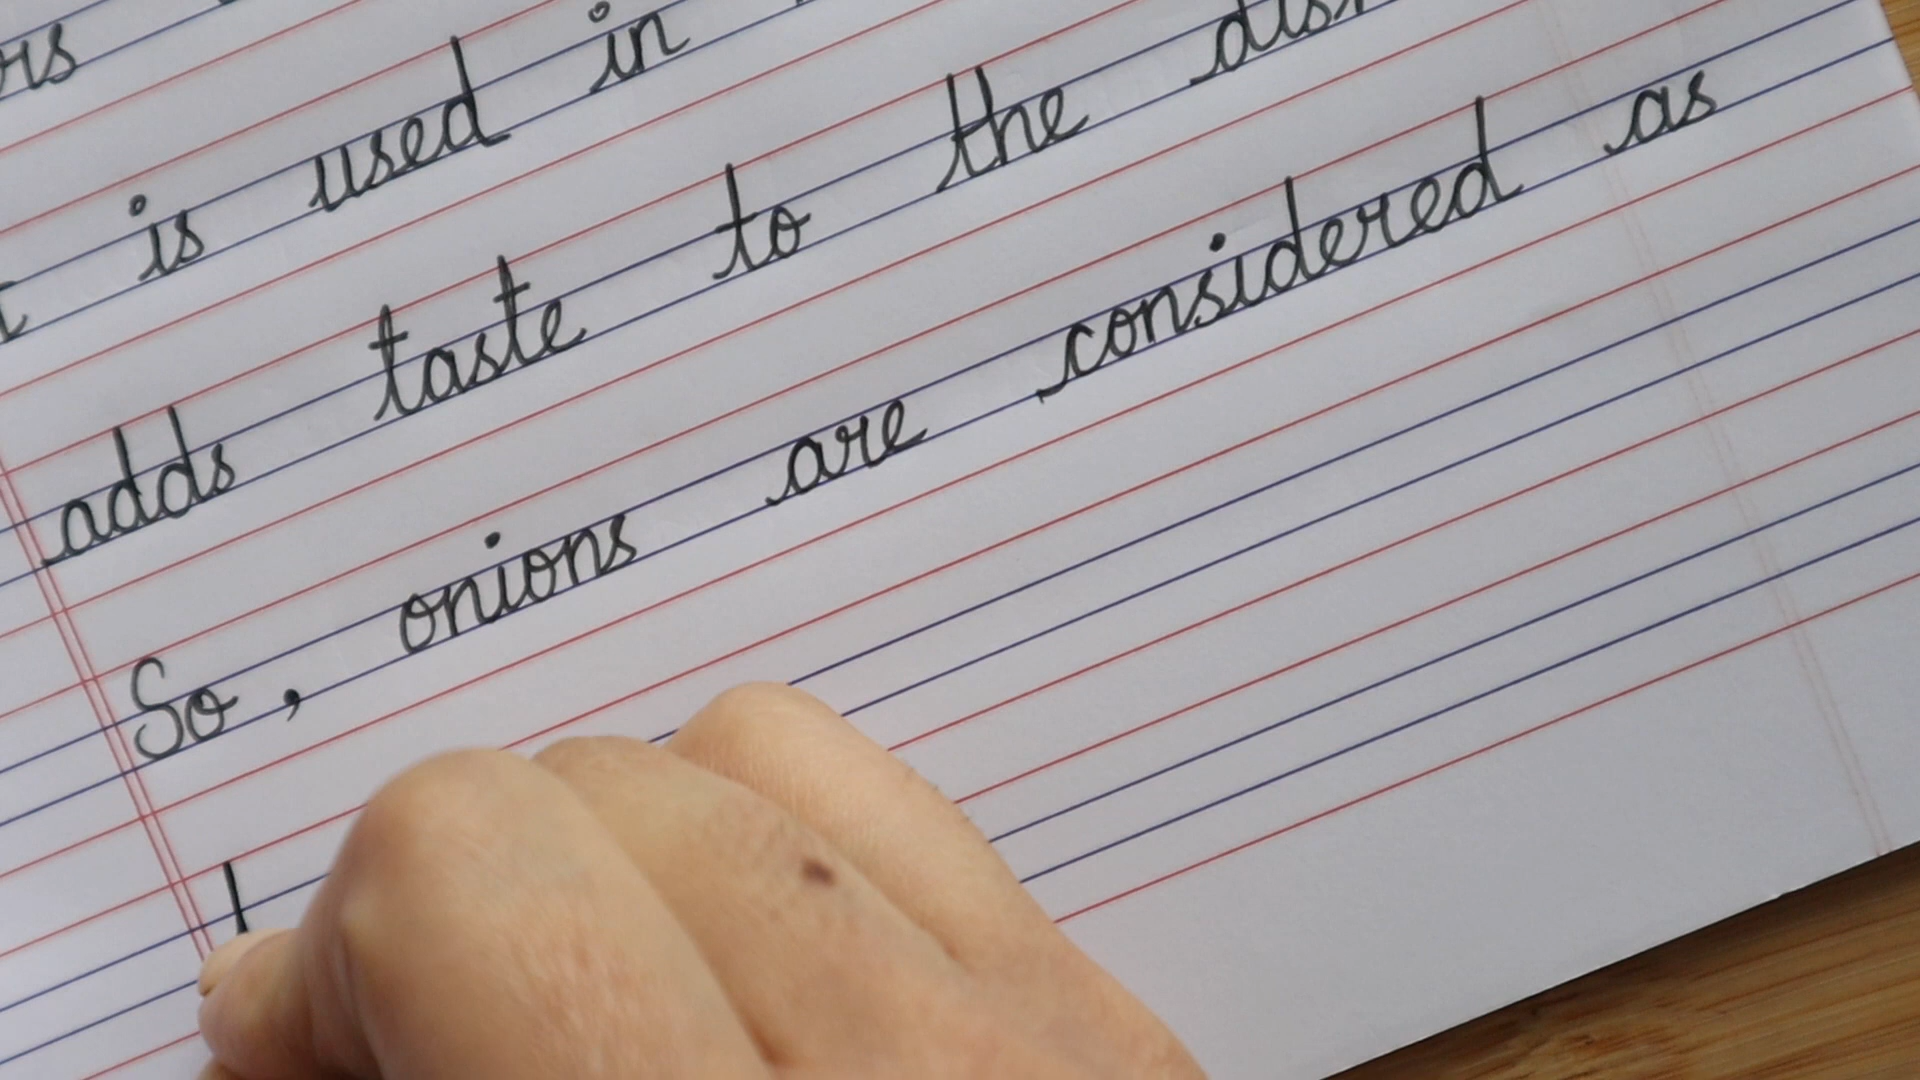 is used in
adds taste to the
So, onions are considered as